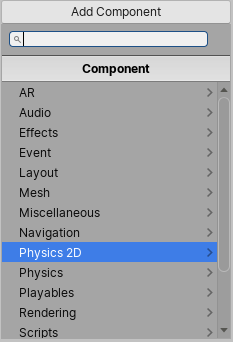 Add Component
Component
AR
Audio
Effects
Event
Layout
Mesh
Miscellaneous
Navigation
Physics 2D
Physics
Playables
Rendering
Scripts